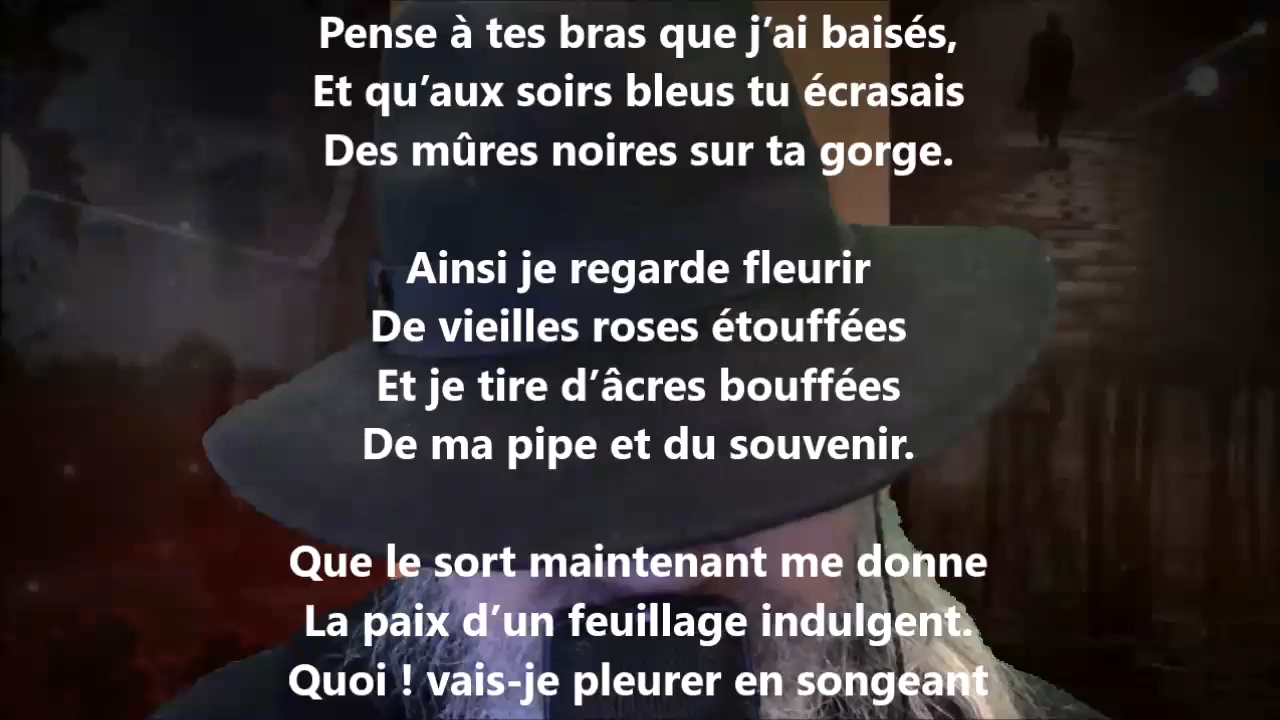 Pense à tes bras que j’ai baisés,
Et qu’aux soirs bleus tu écrasais
Des mûres noires sur ta gorge.
Ainsi je regarde fleurir
De vieilles roses étouffées
Et je tire d’âcres bouffées
De ma pipe et du souvenir.
Que le sort maintenant me donne
La paix d’un feuillage indulgent.
Quoi ! vais-je pleurer en songeant